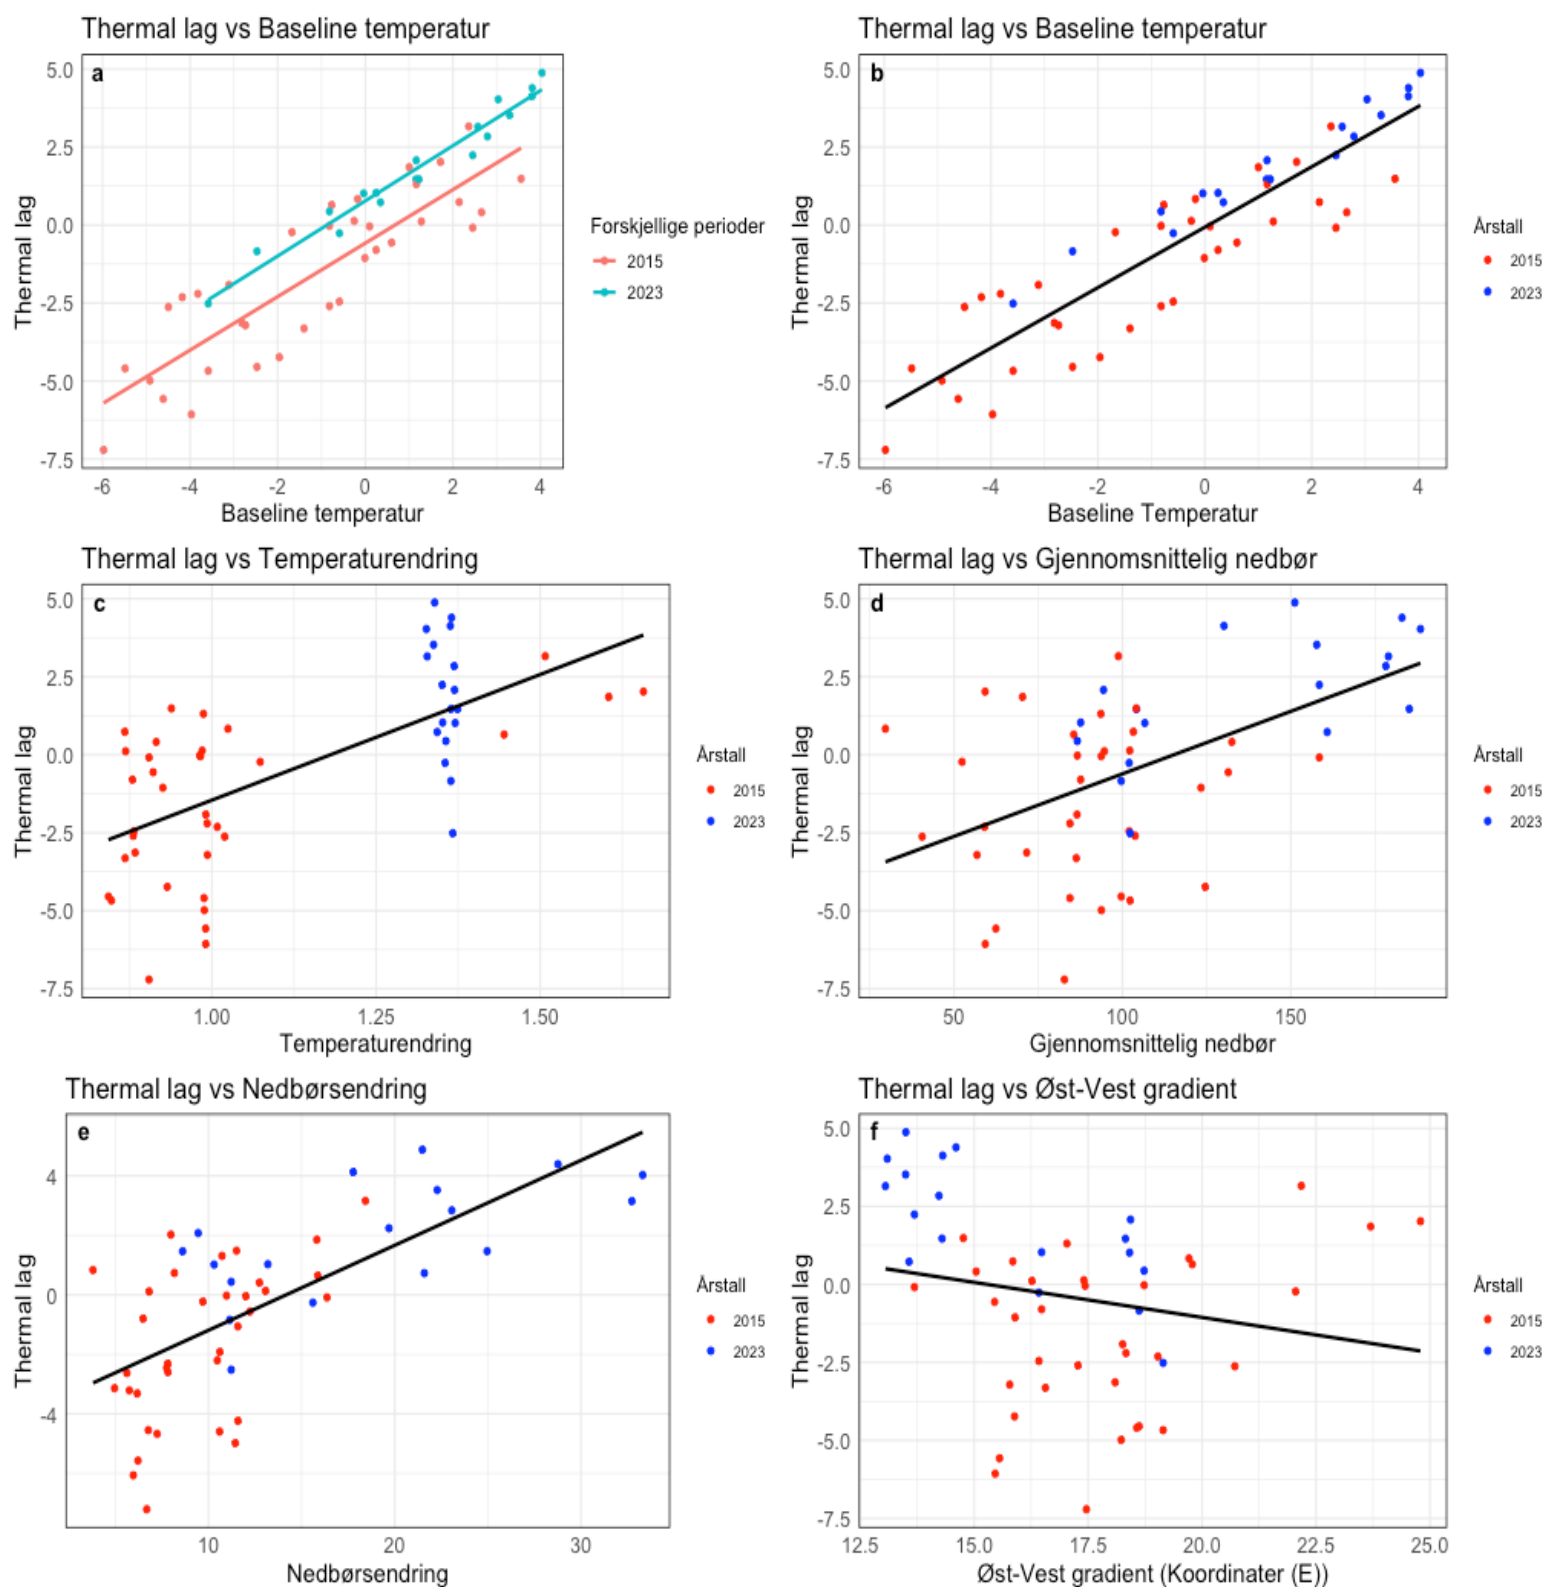 Thermal lag vs Baseline temperatur
a
5.0
2.5
0.0
-2.5
-5.0
-7.5
Thermal lag
-6 -4 -2 0 2 4
Baseline temperatur
Forskjellige perioder
2015
2023
Thermal lag vs Baseline temperatur
b
5.0
2.5
0.0
-2.5
-5.0
-7.5
Thermal lag
-6 -4 -2 0 2 4
Baseline Temperatur
Årstall
2015
2023
Thermal lag vs Temperaturendring
c
5.0
2.5
0.0
-2.5
-5.0
-7.5
Thermal lag
1.00 1.25 1.50
Temperaturendring
Årstall
2015
2023
Thermal lag vs Gjennomsnittelig nedbør
d
5.0
2.5
0.0
-2.5
-5.0
-7.5
Thermal lag
50 100 150
Gjennomsnittelig nedbør
Årstall
2015
2023
Thermal lag vs Nedbørsendring
e
4
0
-4
Thermal lag
10 20 30
Nedbørsendring
Årstall
2015
2023
Thermal lag vs Øst-Vest gradient
f
5.0
2.5
0.0
-2.5
-5.0
-7.5
Thermal lag
12.5 15.0 17.5 20.0 22.5 25.0
Øst-Vest gradient (Koordinater (E))
Årstall
2015
2023